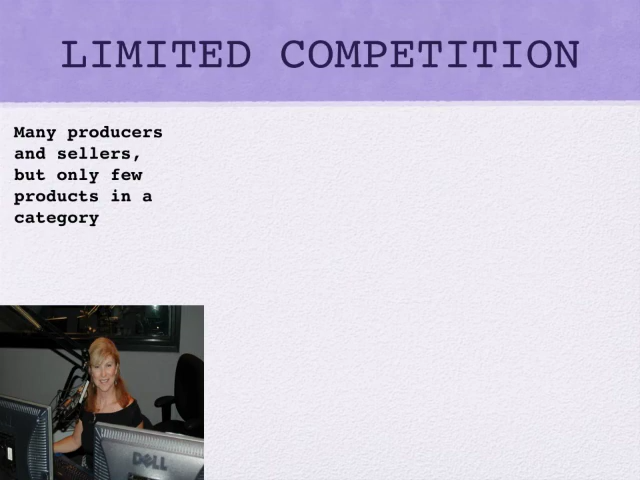 LIMITED COMPETITION
Many producers
and sellers,
but only few
products in a
category
DELL